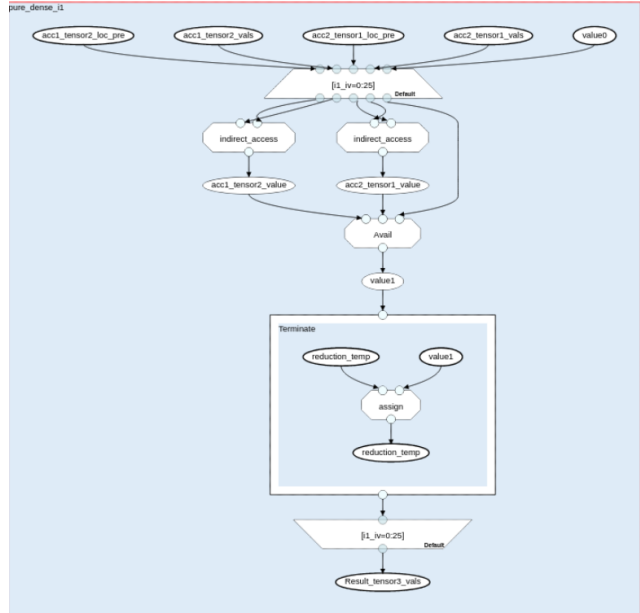 pure_dense_i1
acc1_tensor2_loc_pre acc1_tensor2_vals acc2_tensor1_loc_pre acc2_tensor1_vals value0
[i1_iv=0:25]
Default
indirect_access indirect_access
acc1_tensor2_value acc2_tensor1_value
Avail
value1
Terminate
reduction_temp value1
assign
reduction_temp
[i1_iv=0:25]
Default
Result_tensor3_vals